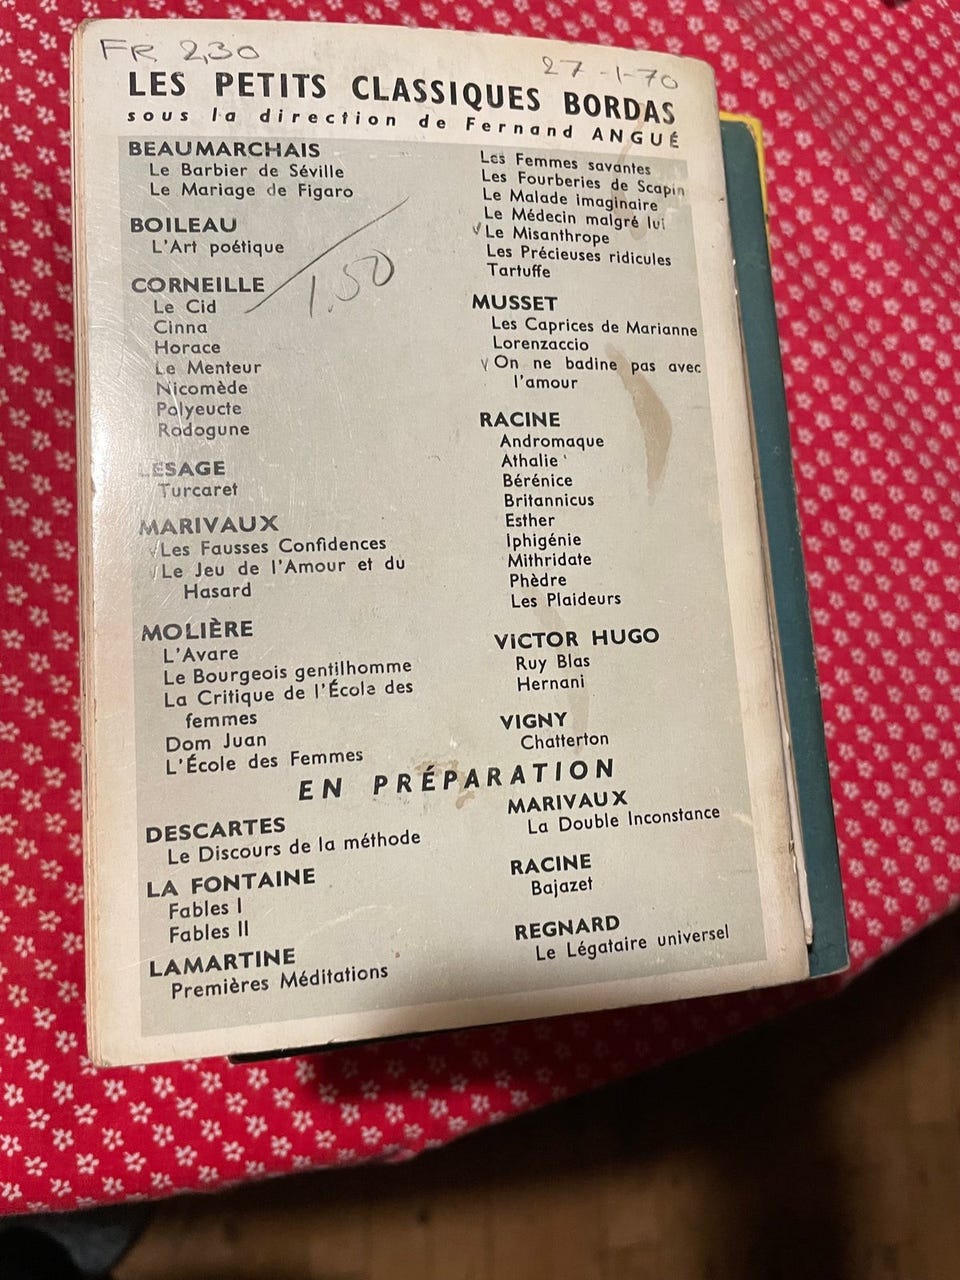 FR 2,30
27-1-70
LES PETITS CLASSIQUES BORDAS
sous la direction de Fernand ANGUÉ
BEAUMARCHAIS
Le Barbier de Séville
Le Mariage de Figaro
BOILEAU
L'Art poétique
CORNEILLE
Le Cid
Cinna
Horace
Le Menteur
Nicomède
Polyeucte
Rodogune
1.50
LESAGE
Turcaret
MARIVAUX
√ Les Fausses Confidences
√ Le Jeu de l'Amour et du
Hasard
MOLIÈRE
L'Avare
Le Bourgeois gentilhomme
La Critique de l'École des
femmes
Dom Juan
L'École des Femmes
Les Femmes savantes
Les Fourberies de Scapin
Le Malade imaginaire
Le Médecin malgré lui
√ Le Misanthrope
Les Précieuses ridicules
Tartuffe
MUSSET
Les Caprices de Marianne
Lorenzaccio
√ On ne badine pas avec
l'amour
RACINE
Andromaque
Athalie
Bérénice
Britannicus
Esther
Iphigénie
Mithridate
Phèdre
Les Plaideurs
VICTOR HUGO
Ruy Blas
Hernani
VIGNY
Chatterton
EN PRÉPARATION
DESCARTES
Le Discours de la méthode
LA FONTAINE
Fables I
Fables II
LAMARTINE
Premières Méditations
MARIVAUX
La Double Inconstance
RACINE
Bajazet
REGNARD
Le Légataire universel